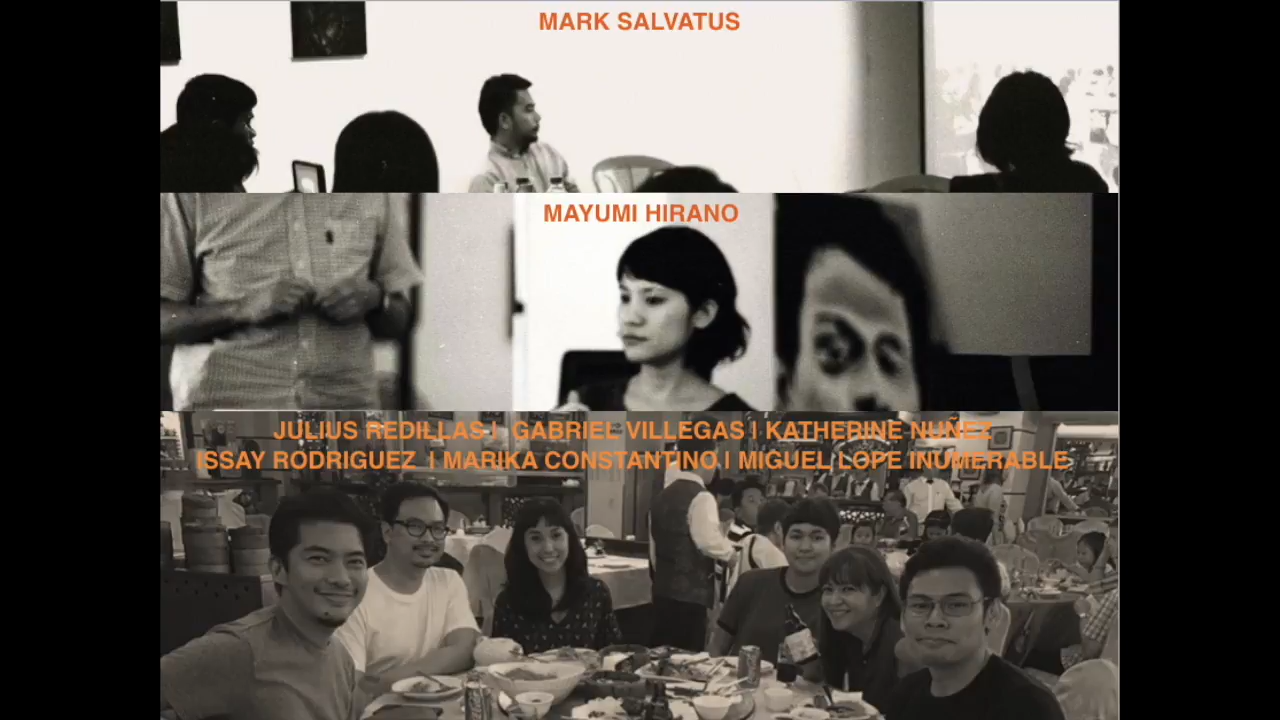 MARK SALVATUS
MAYUMI HIRANO
JULIUS REDILLAS I GABRIEL VILLEGAS I KATHERINE NUÑEZ
ISSAY RODRIGUEZ I MARIKA CONSTANTINO I MIGUEL LOPE INUMERABLE